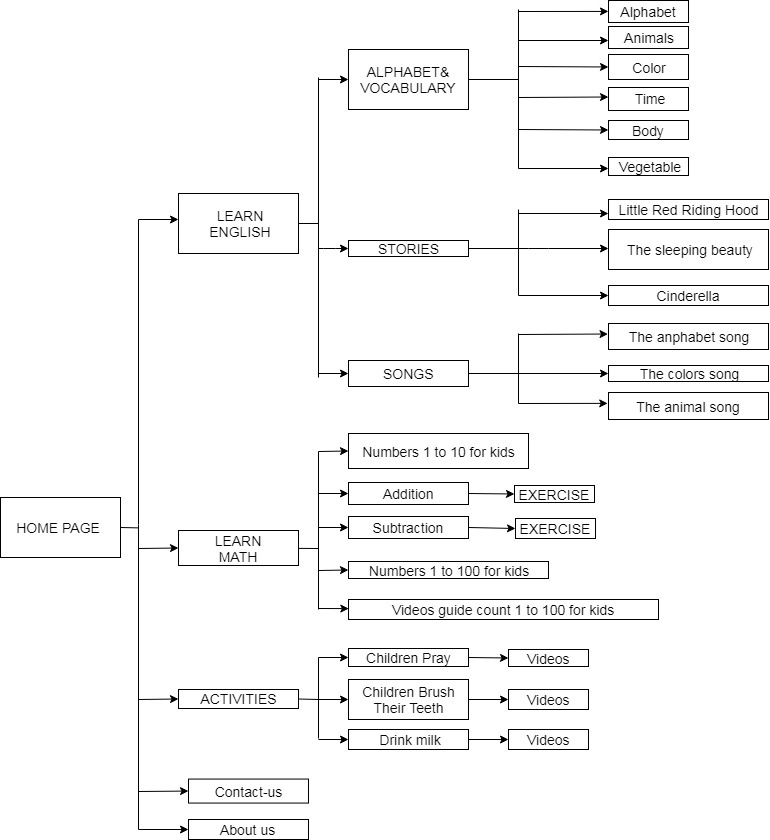 Alphabet
Animals
ALPHABET&
VOCABULARY
Color
Time
Body
Vegetable
LEARN
ENGLISH
Little Red Riding Hood
STORIES
The sleeping beauty
Cinderella
The anphabet song
SONGS
The colors song
The animal song
Numbers 1 to 10 for kids
Addition
EXERCISE
Subtraction
EXERCISE
HOME PAGE
LEARN
MATH
Numbers 1 to 100 for kids
Videos guide count 1 to 100 for kids
Children Pray
Videos
ACTIVITIES
Children Brush
Their Teeth
Videos
Drink milk
Videos
Contact-us
About us